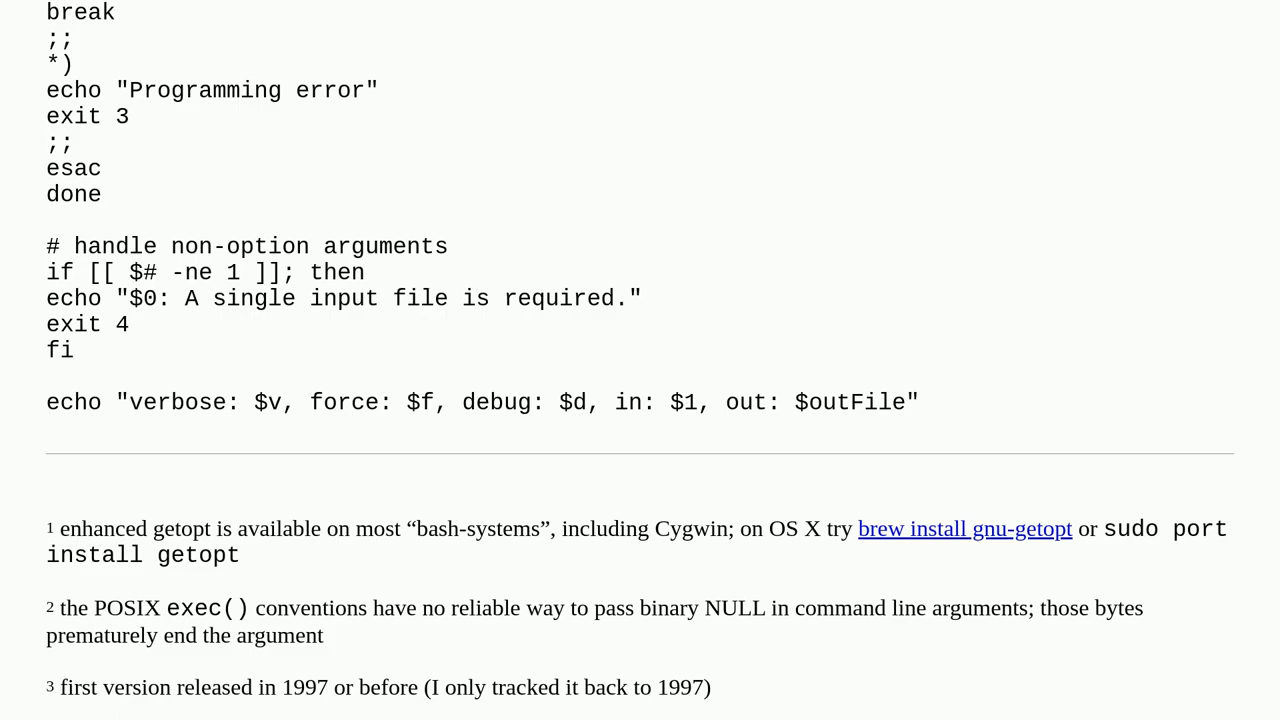 break
;;
*)
echo "Programming error"
exit 3
;;
esac
done
# handle non-option arguments
if [[ $# -ne 1 ]]; then
echo "$0: A single input file is required."
exit 4
fi
echo "verbose: $v, force: $f, debug: $d, in: $1, out: $outFile"
1 enhanced getopt is available on most “bash-systems”, including Cygwin; on OS X try brew install gnu-getopt or sudo port
install getopt
2 the POSIX exec() conventions have no reliable way to pass binary NULL in command line arguments; those bytes
prematurely end the argument
3 first version released in 1997 or before (I only tracked it back to 1997)